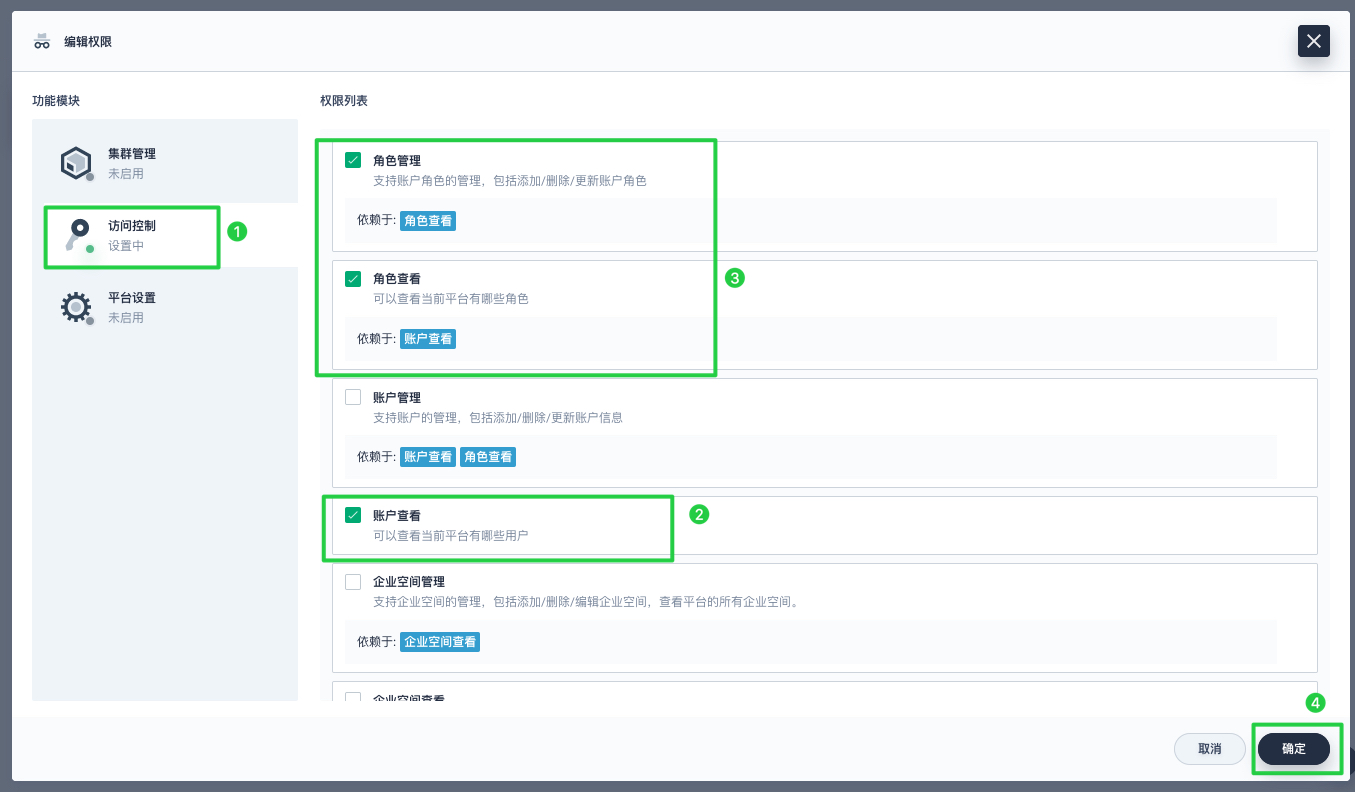 编辑权限
功能模块
权限列表
集群管理
未启用
访问控制
设置中
1
平台设置
未启用
角色管理
支持账户角色的管理，包括添加/删除/更新账户角色
依赖于: 角色查看
角色查看
可以查看当前平台有哪些角色
依赖于: 账户查看
3
账户管理
支持账户的管理，包括添加/删除/更新账户信息
依赖于: 账户查看 角色查看
账户查看
可以查看当前平台有哪些用户
2
企业空间管理
支持企业空间的管理，包括添加/删除/编辑企业空间，查看平台的所有企业空间。
依赖于: 企业空间查看
企业空间查看
4
取消
确定